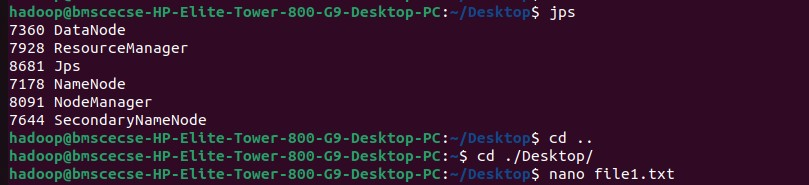 hadoop@bmscecse-HP-Elite-Tower-800-G9-Desktop-PC:~/Desktop$ jps
7360 DataNode
7928 ResourceManager
8681 Jps
7178 NameNode
8091 NodeManager
7644 SecondaryNameNode
hadoop@bmscecse-HP-Elite-Tower-800-G9-Desktop-PC:~/Desktop$ cd ..
hadoop@bmscecse-HP-Elite-Tower-800-G9-Desktop-PC:~$ cd ./Desktop/
hadoop@bmscecse-HP-Elite-Tower-800-G9-Desktop-PC:~/Desktop$ nano file1.txt